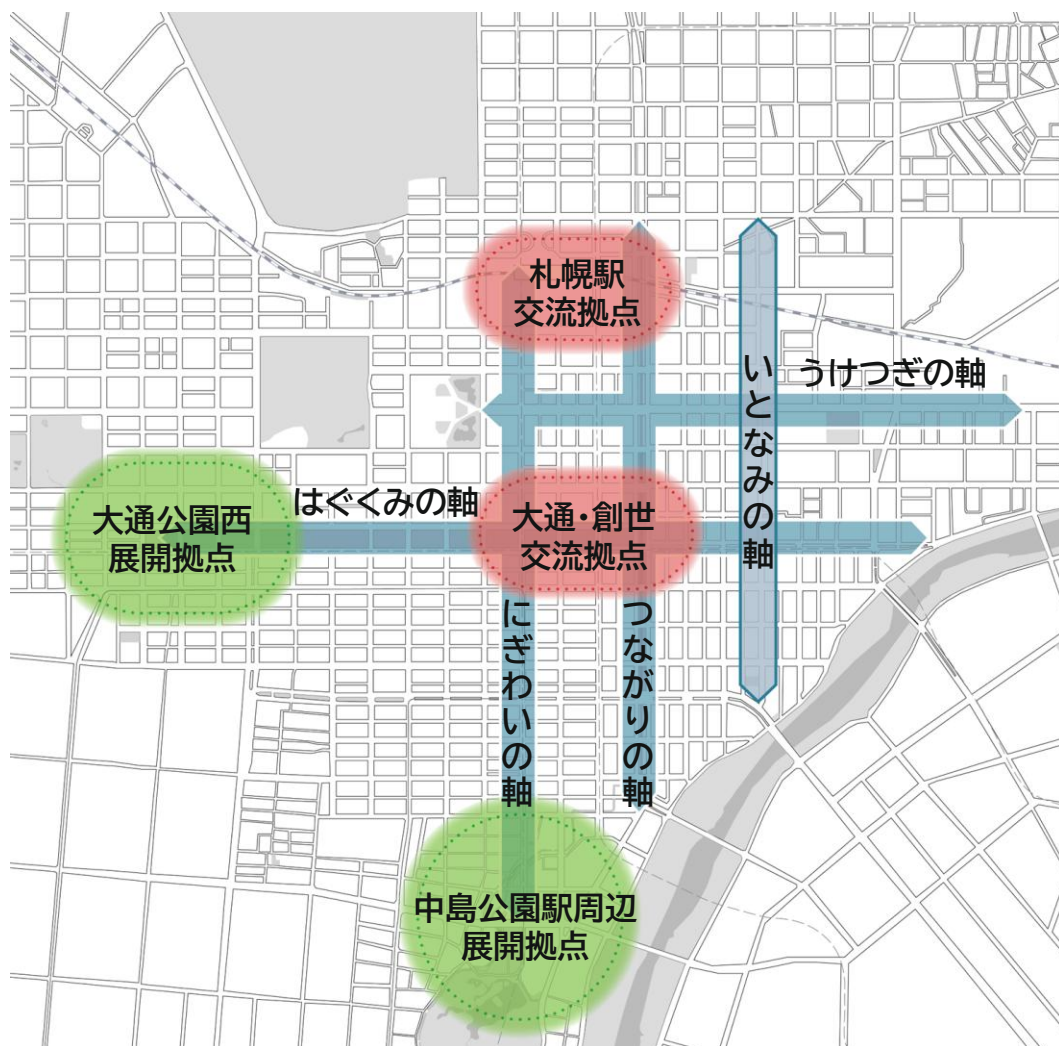 札幌駅
交流拠点
うけつぎの軸
いとなみの軸
はぐくみの軸
大通・創世
交流拠点
大通公園西
展開拠点
にぎわいの軸
つながりの軸
中島公園駅周辺
展開拠点